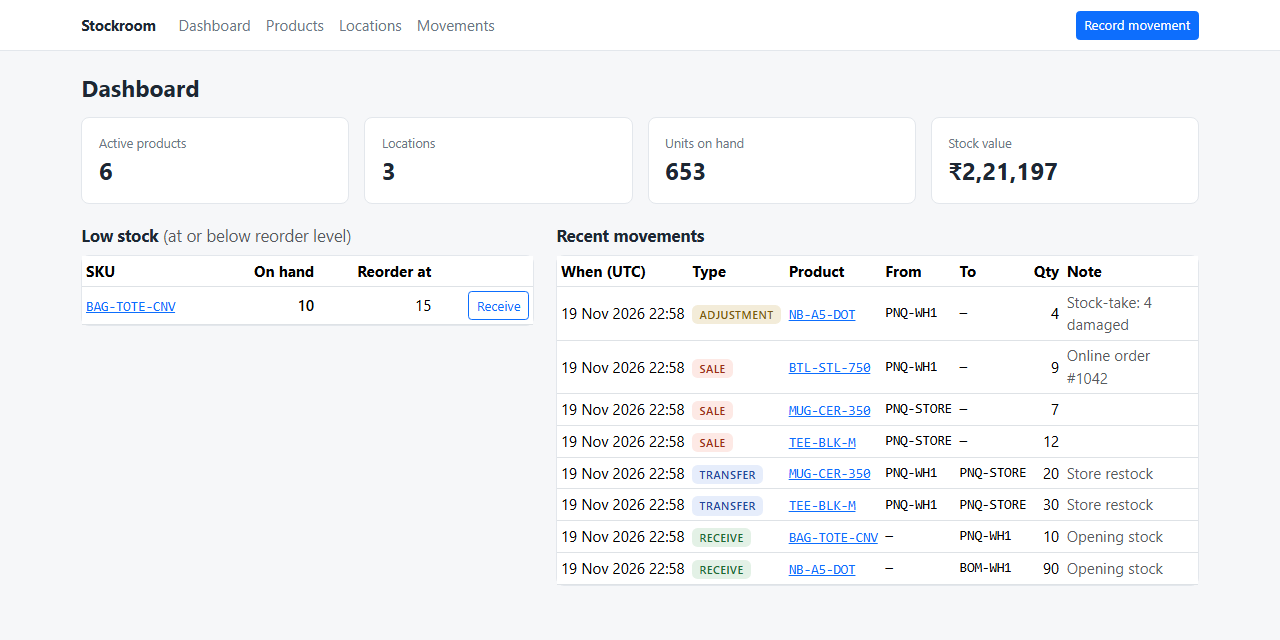 Stockroom Dashboard Products Locations Movements Record movement
Dashboard
Active products
6
Locations
3
Units on hand
653
Stock value
₹2,21,197
Low stock (at or below reorder level)
SKU On hand Reorder at
BAG-TOTE-CNV 10 15 Receive
Recent movements
When (UTC) Type Product From To Qty Note
19 Nov 2026 22:58 ADJUSTMENT NB-A5-DOT PNQ-WH1 — 4 Stock-take: 4
damaged
19 Nov 2026 22:58 SALE BTL-STL-750 PNQ-WH1 — 9 Online order
#1042
19 Nov 2026 22:58 SALE MUG-CER-350 PNQ-STORE — 7
19 Nov 2026 22:58 SALE TEE-BLK-M PNQ-STORE — 12
19 Nov 2026 22:58 TRANSFER MUG-CER-350 PNQ-WH1 PNQ-STORE 20 Store restock
19 Nov 2026 22:58 TRANSFER TEE-BLK-M PNQ-WH1 PNQ-STORE 30 Store restock
19 Nov 2026 22:58 RECEIVE BAG-TOTE-CNV — PNQ-WH1 10 Opening stock
19 Nov 2026 22:58 RECEIVE NB-A5-DOT — BOM-WH1 90 Opening stock